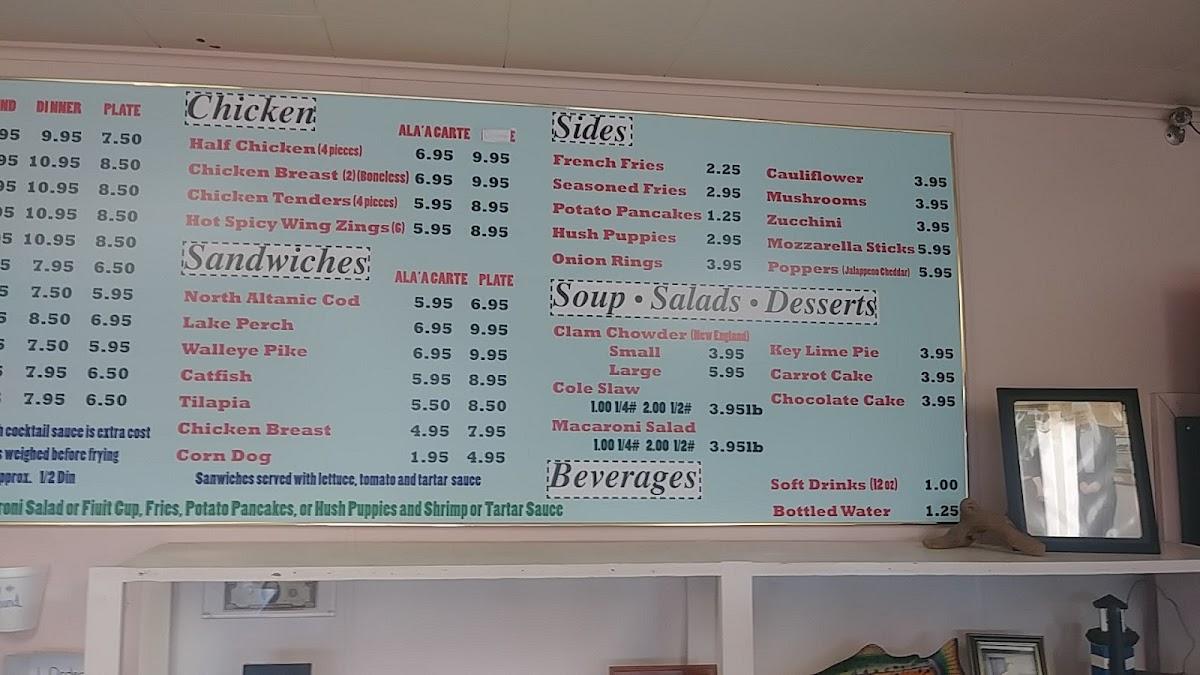 ND DINNER PLATE
95 9.95 7.50
95 10.95 8.50
5 10.95 8.50
05 10.95 8.50
5 10.95 8.50
5 7.95 6.50
5 7.50 5.95
5 8.50 6.95
5 7.50 5.95
5 7.95 6.50
7.95 6.50
h cocktail sauce is extra cost
s weighed before frying
pprox. 1/2 Din
Chicken
ALA'A CARTE E
Half Chicken (4 pieces) 6.95 9.95
Chicken Breast (2) (Boneless) 6.95 9.95
Chicken Tenders (4 pieces) 5.95 8.95
Hot Spicy Wing Zings (6) 5.95 8.95
Sandwiches
ALA'A CARTE PLATE
North Altanic Cod 5.95 6.95
Lake Perch 6.95 9.95
Walleye Pike 6.95 9.95
Catfish 5.95 8.95
Tilapia 5.50 8.50
Chicken Breast 4.95 7.95
Corn Dog 1.95 4.95
Sanwiches served with lettuce, tomato and tartar sauce
roni Salad or Fluit Cup, Fries, Potato Pancakes, or Hush Puppies and Shrimp or Tartar Sauce
Sides
French Fries 2.25
Seasoned Fries 2.95
Potato Pancakes 1.25
Hush Puppies 2.95
Onion Rings 3.95
Cauliflower 3.95
Mushrooms 3.95
Zucchini 3.95
Mozzarella Sticks 5.95
Poppers (Jalappeno Cheddar) 5.95
Soup • Salads • Desserts
Clam Chowder (New England)
Small 3.95
Large 5.95
Cole Slaw
1.00 1/4# 2.00 1/2# 3.95lb
Macaroni Salad
1.00 1/4# 2.00 1/2# 3.95lb
Key Lime Pie 3.95
Carrot Cake 3.95
Chocolate Cake 3.95
Beverages
Soft Drinks (12 oz) 1.00
Bottled Water 1.25